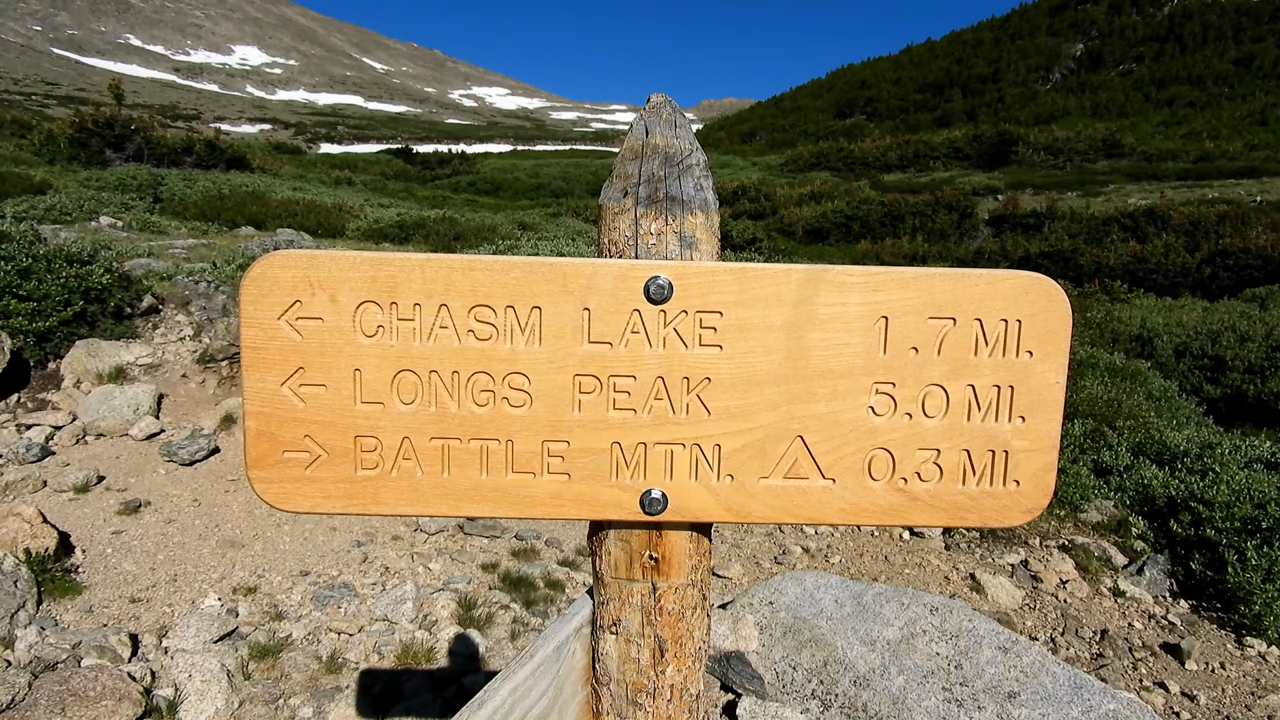 ← CHASM LAKE 1.7 MI.
← LONGS PEAK 5.0 MI.
→ BATTLE MTN. 0.3 MI.